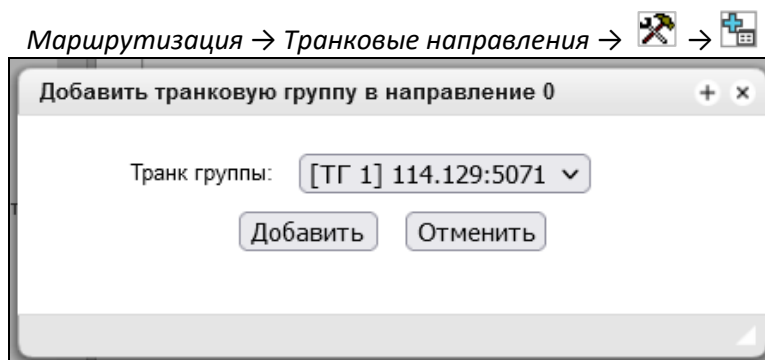 Маршрутизация → Транковые направления → →
Добавить транковую группу в направление 0
Транк группы: [ТГ 1] 114.129:5071
Добавить Отменить